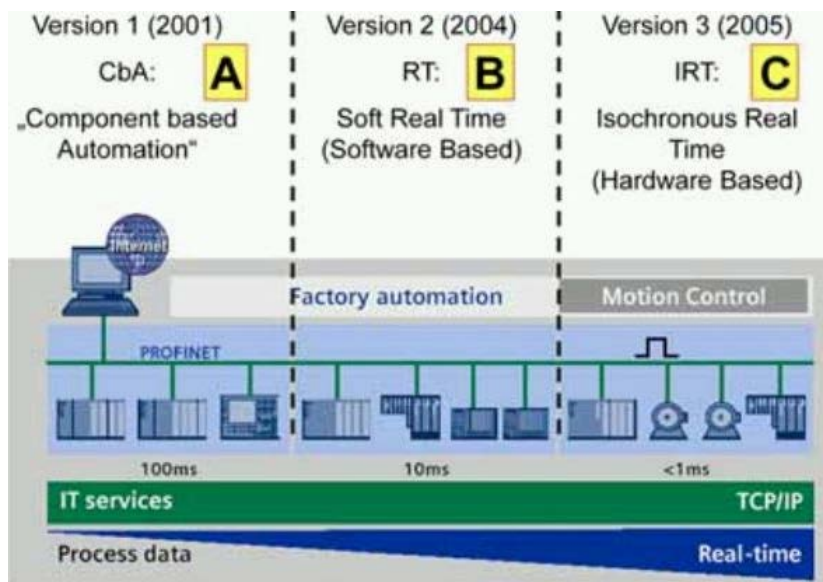 Version 1 (2001)
CbA: A
„Component based
Automation“
Version 2 (2004)
RT: B
Soft Real Time
(Software Based)
Version 3 (2005)
IRT: C
Isochronous Real
Time
(Hardware Based)
Internet
Factory automation
Motion Control
PROFINET
100ms
10ms
<1ms
IT services
TCP/IP
Process data
Real-time